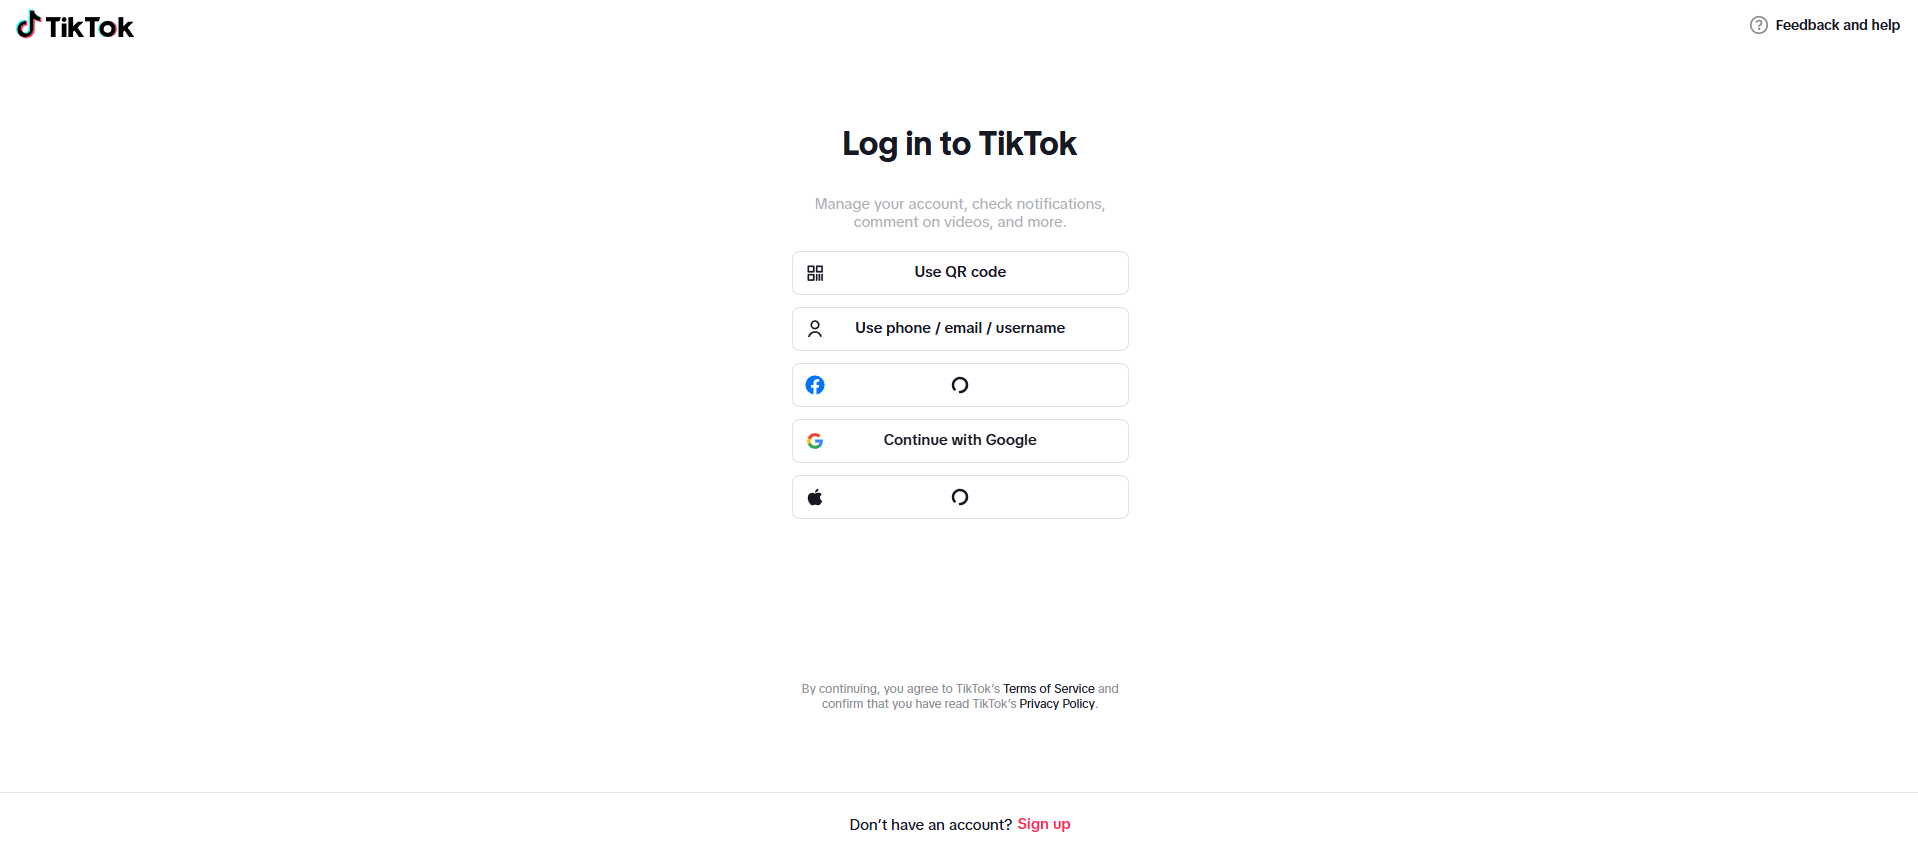 TikTok
Feedback and help
Log in to TikTok
Manage your account, check notifications,
comment on videos, and more.
Use QR code
Use phone / email / username
Continue with Google
By continuing, you agree to TikTok’s Terms of Service and
confirm that you have read TikTok’s Privacy Policy.
Don’t have an account? Sign up